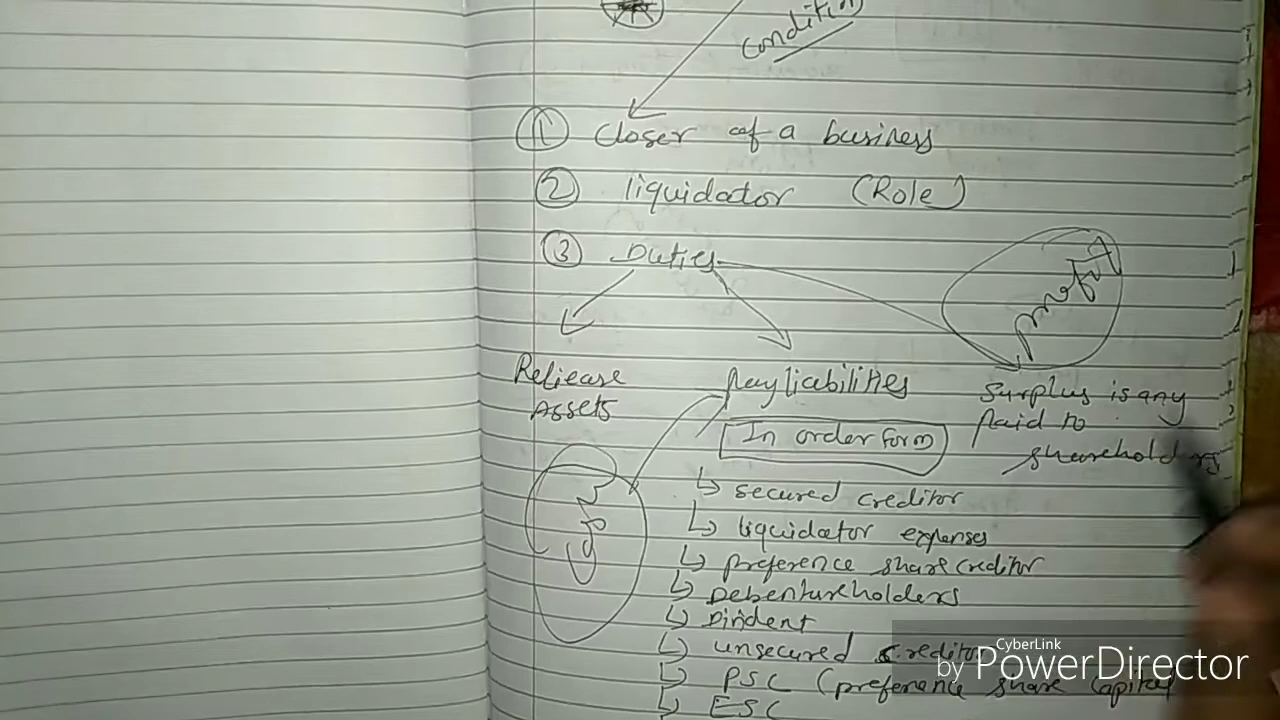 condition
① Closer of a business
② liquidator (Role)
③ Duties
profit
Reliease
Assets
pay liabilities
In order form
surplus is any
paid to
shareholders
↳ secured creditor
↳ liquidator expenses
↳ preference share creditor
↳ Debentureholders
↳ Divident
↳ unsecured creditor
↳ PSC (preference share capital
↳ ESC
CyberLink
by PowerDirector